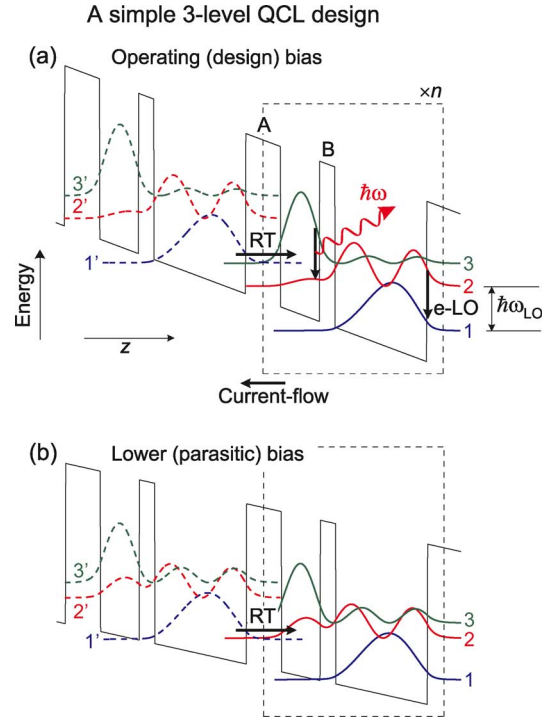 A simple 3-level QCL design
(a) Operating (design) bias
×n
A
B
ħω
3'
2'
1'
RT
3
2
e-LO
ħω_LO
1
Energy
z
Current-flow
(b) Lower (parasitic) bias
3'
2'
1'
RT
3
2
1